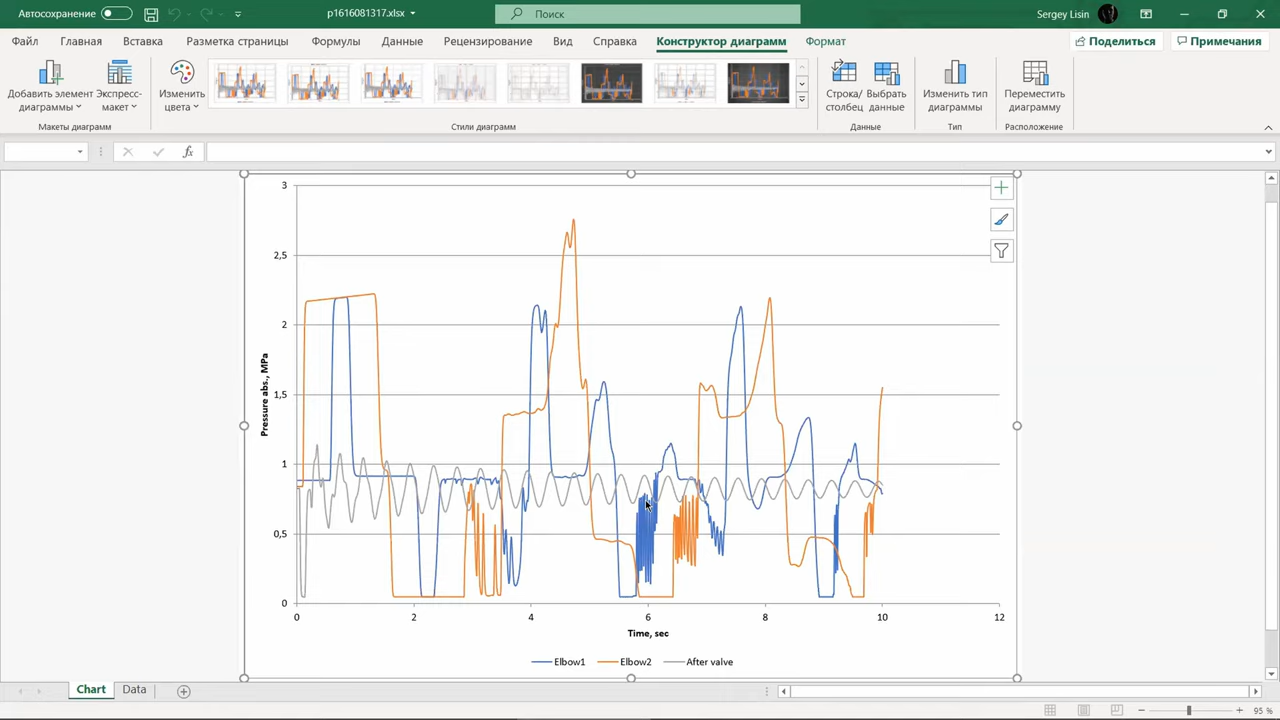 Автосохранение
p1616081317.xlsx
Поиск
Sergey Lisin
Файл Главная Вставка Разметка страницы Формулы Данные Рецензирование Вид Справка Конструктор диаграмм Формат
Поделиться Примечания
Добавить элемент диаграммы
Экспресс-макет
Макеты диаграмм
Изменить цвета
Стили диаграмм
Строка/столбец
Выбрать данные
Данные
Изменить тип диаграммы
Тип
Переместить диаграмму
Расположение
fx
3
2,5
2
1,5
1
0,5
0
Pressure abs., MPa
0 2 4 6 8 10 12
Time, sec
Elbow1 Elbow2 After valve
Chart Data
95 %